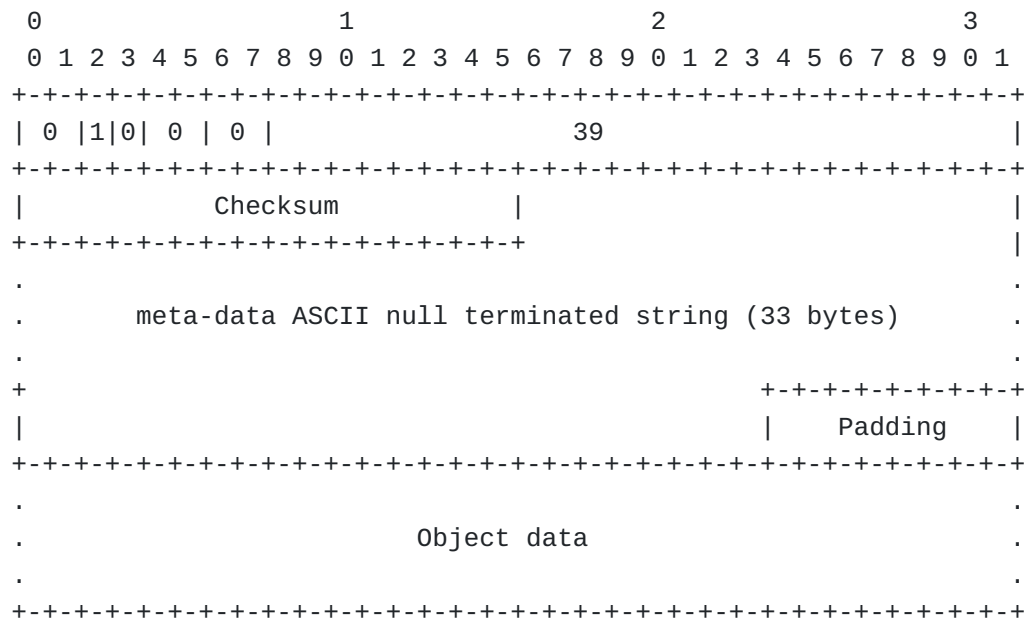 0                   1                   2                   3
 0 1 2 3 4 5 6 7 8 9 0 1 2 3 4 5 6 7 8 9 0 1 2 3 4 5 6 7 8 9 0 1
+-+-+-+-+-+-+-+-+-+-+-+-+-+-+-+-+-+-+-+-+-+-+-+-+-+-+-+-+-+-+-+-+
| 0 |1|0| 0 | 0 |                   39                          |
+-+-+-+-+-+-+-+-+-+-+-+-+-+-+-+-+-+-+-+-+-+-+-+-+-+-+-+-+-+-+-+-+
|            Checksum           |                               |
+-+-+-+-+-+-+-+-+-+-+-+-+-+-+-+-+                               |
.                                                               .
.       meta-data ASCII null terminated string (33 bytes)       .
.                                                               .
+                                               +-+-+-+-+-+-+-+-+
|                                               |    Padding    |
+-+-+-+-+-+-+-+-+-+-+-+-+-+-+-+-+-+-+-+-+-+-+-+-+-+-+-+-+-+-+-+-+
.                                                               .
.                         Object data                           .
.                                                               .
+-+-+-+-+-+-+-+-+-+-+-+-+-+-+-+-+-+-+-+-+-+-+-+-+-+-+-+-+-+-+-+-+